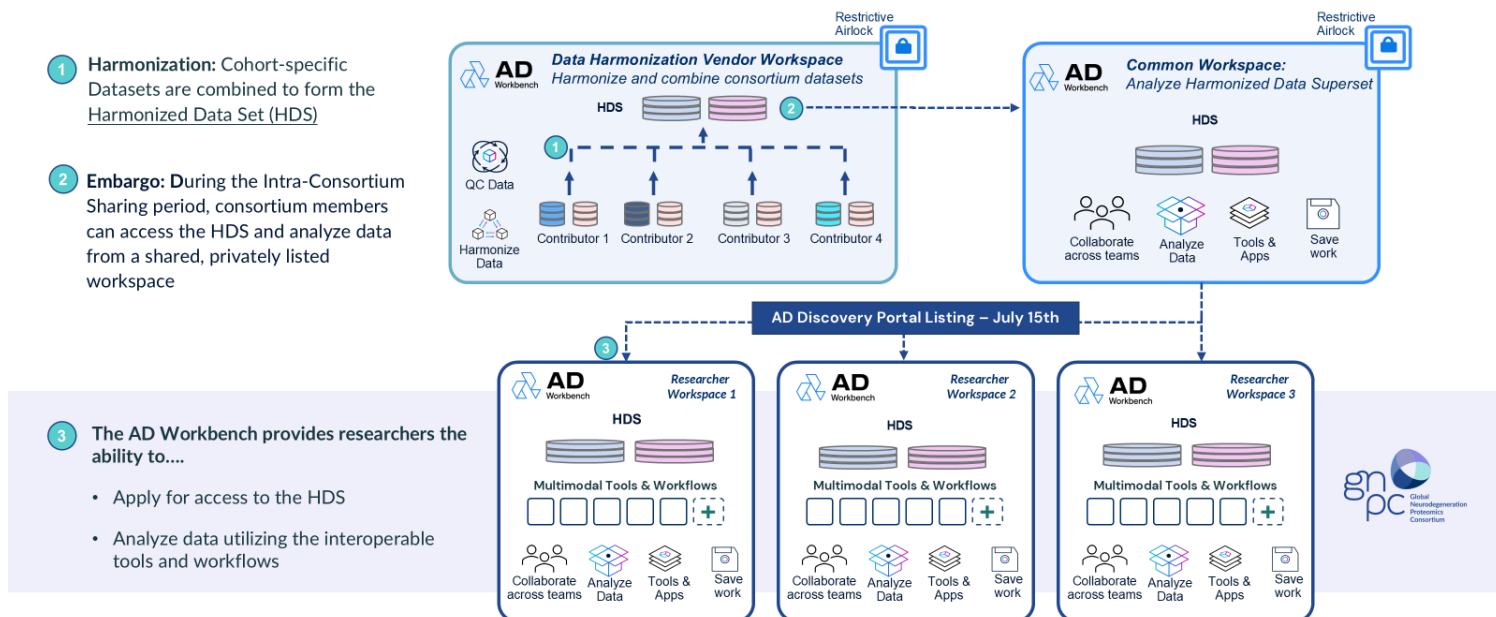 1
Harmonization: Cohort-specific
Datasets are combined to form the
Harmonized Data Set (HDS)
2
Embargo: During the Intra-Consortium
Sharing period, consortium members
can access the HDS and analyze data
from a shared, privately listed
workspace
Restrictive
Airlock
AD
Workbench
Data Harmonization Vendor Workspace
Harmonize and combine consortium datasets
HDS
2
1
QC Data
Harmonize
Data
Contributor 1
Contributor 2
Contributor 3
Contributor 4
Restrictive
Airlock
AD
Workbench
Common Workspace:
Analyze Harmonized Data Superset
HDS
Collaborate
across teams
Analyze
Data
Tools &
Apps
Save
work
AD Discovery Portal Listing – July 15th
3
3
The AD Workbench provides researchers the
ability to....
• Apply for access to the HDS
• Analyze data utilizing the interoperable
tools and workflows
AD
Workbench
Researcher
Workspace 1
HDS
Multimodal Tools & Workflows
+
Collaborate
across teams
Analyze
Data
Tools &
Apps
Save
work
AD
Workbench
Researcher
Workspace 2
HDS
Multimodal Tools & Workflows
+
Collaborate
across teams
Analyze
Data
Tools &
Apps
Save
work
AD
Workbench
Researcher
Workspace 3
HDS
Multimodal Tools & Workflows
+
Collaborate
across teams
Analyze
Data
Tools &
Apps
Save
work
gnpc
Global
Neurodegeneration
Proteomics
Consortium